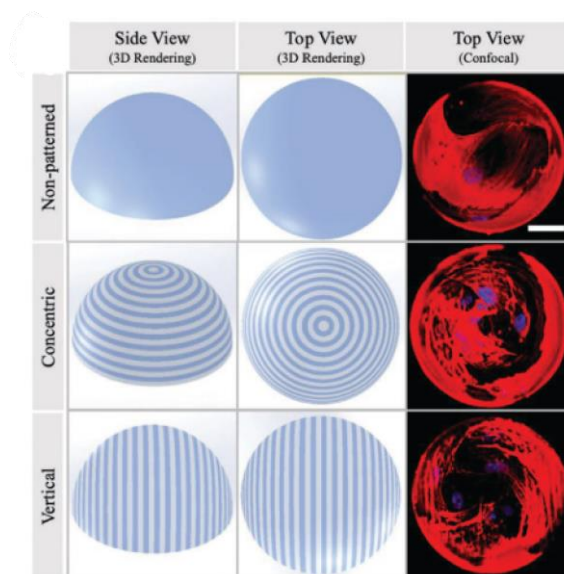 Side View
(3D Rendering)
Top View
(3D Rendering)
Top View
(Confocal)
Non-patterned
Concentric
Vertical